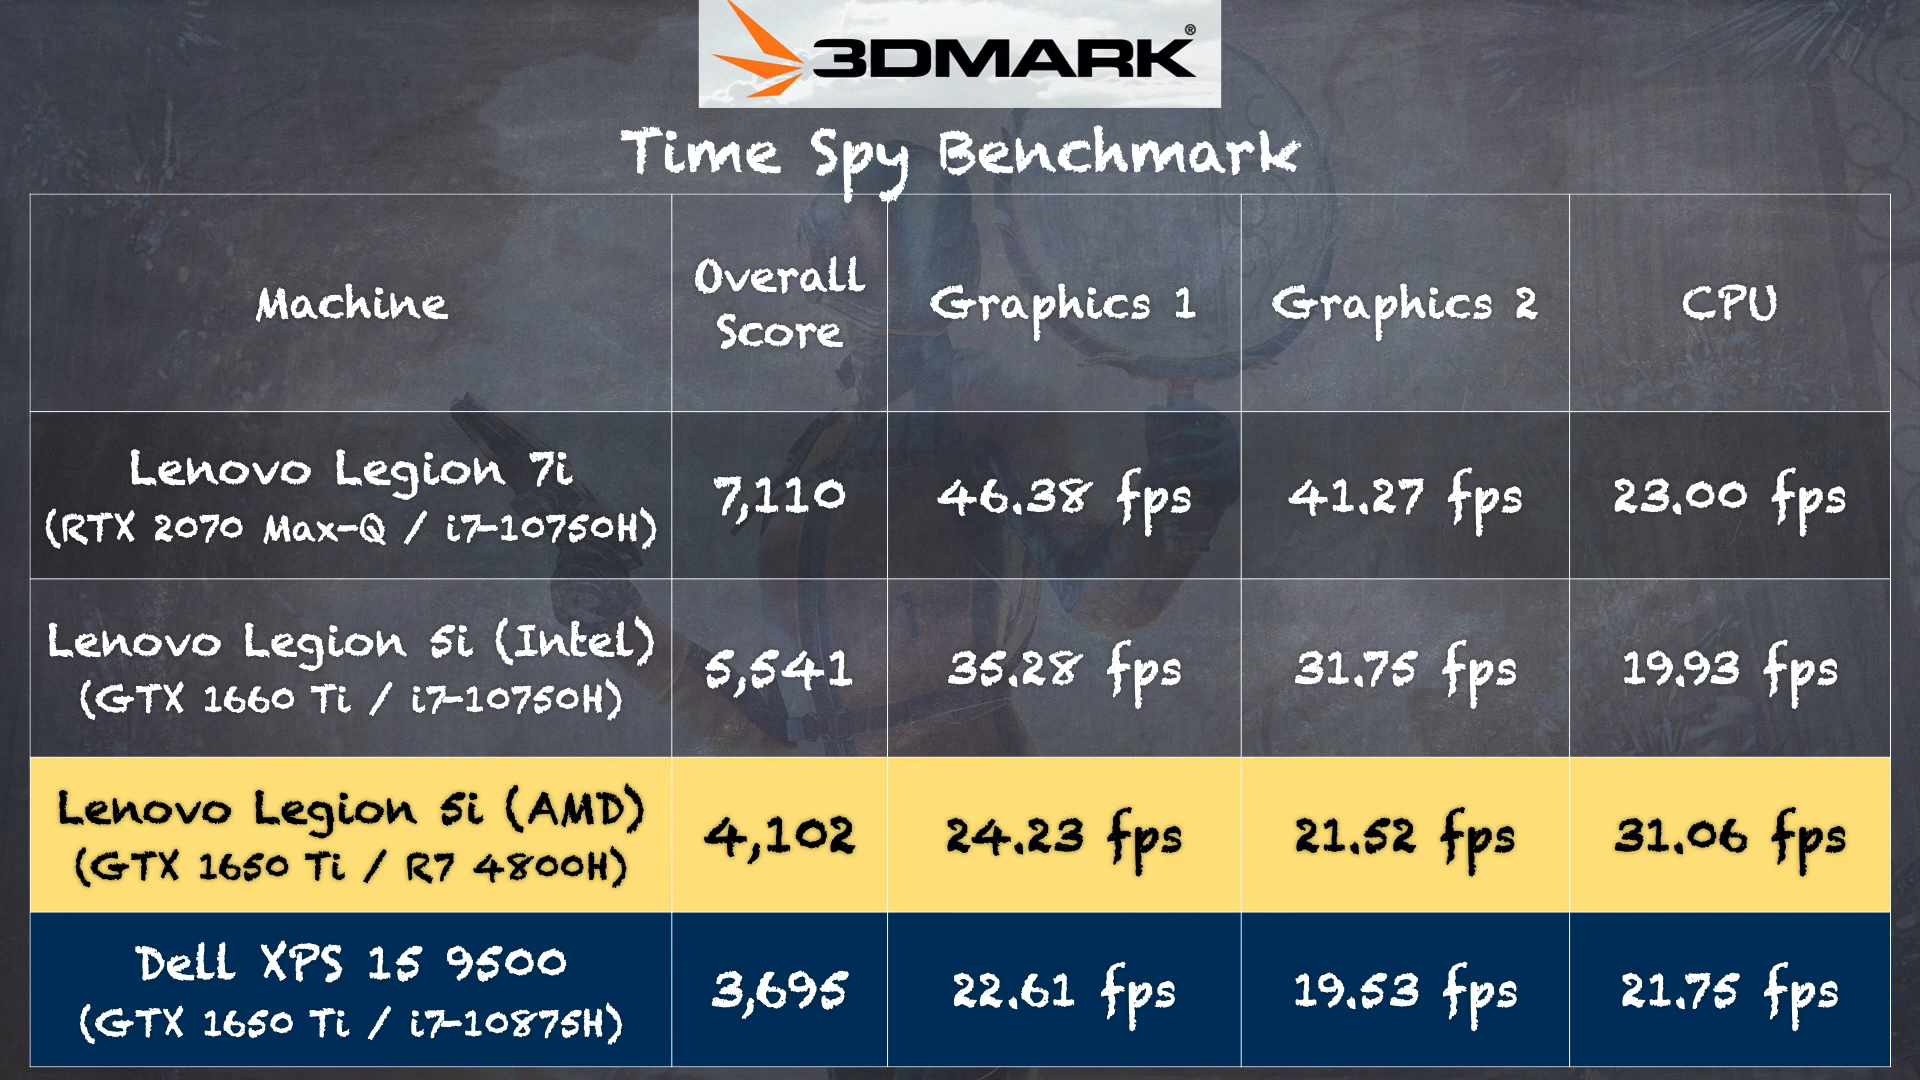 3DMARK®
Time Spy Benchmark
Machine
Overall
Score
Graphics 1
Graphics 2
CPU
Lenovo Legion 7i
(RTX 2070 Max-Q / i7-10750H)
7,110
46.38 fps
41.27 fps
23.00 fps
Lenovo Legion 5i (Intel)
(GTX 1660 Ti / i7-10750H)
5,541
35.28 fps
31.75 fps
19.93 fps
Lenovo Legion 5i (AMD)
(GTX 1650 Ti / R7 4800H)
4,102
24.23 fps
21.52 fps
31.06 fps
Dell XPS 15 9500
(GTX 1650 Ti / i7-10875H)
3,695
22.61 fps
19.53 fps
21.75 fps